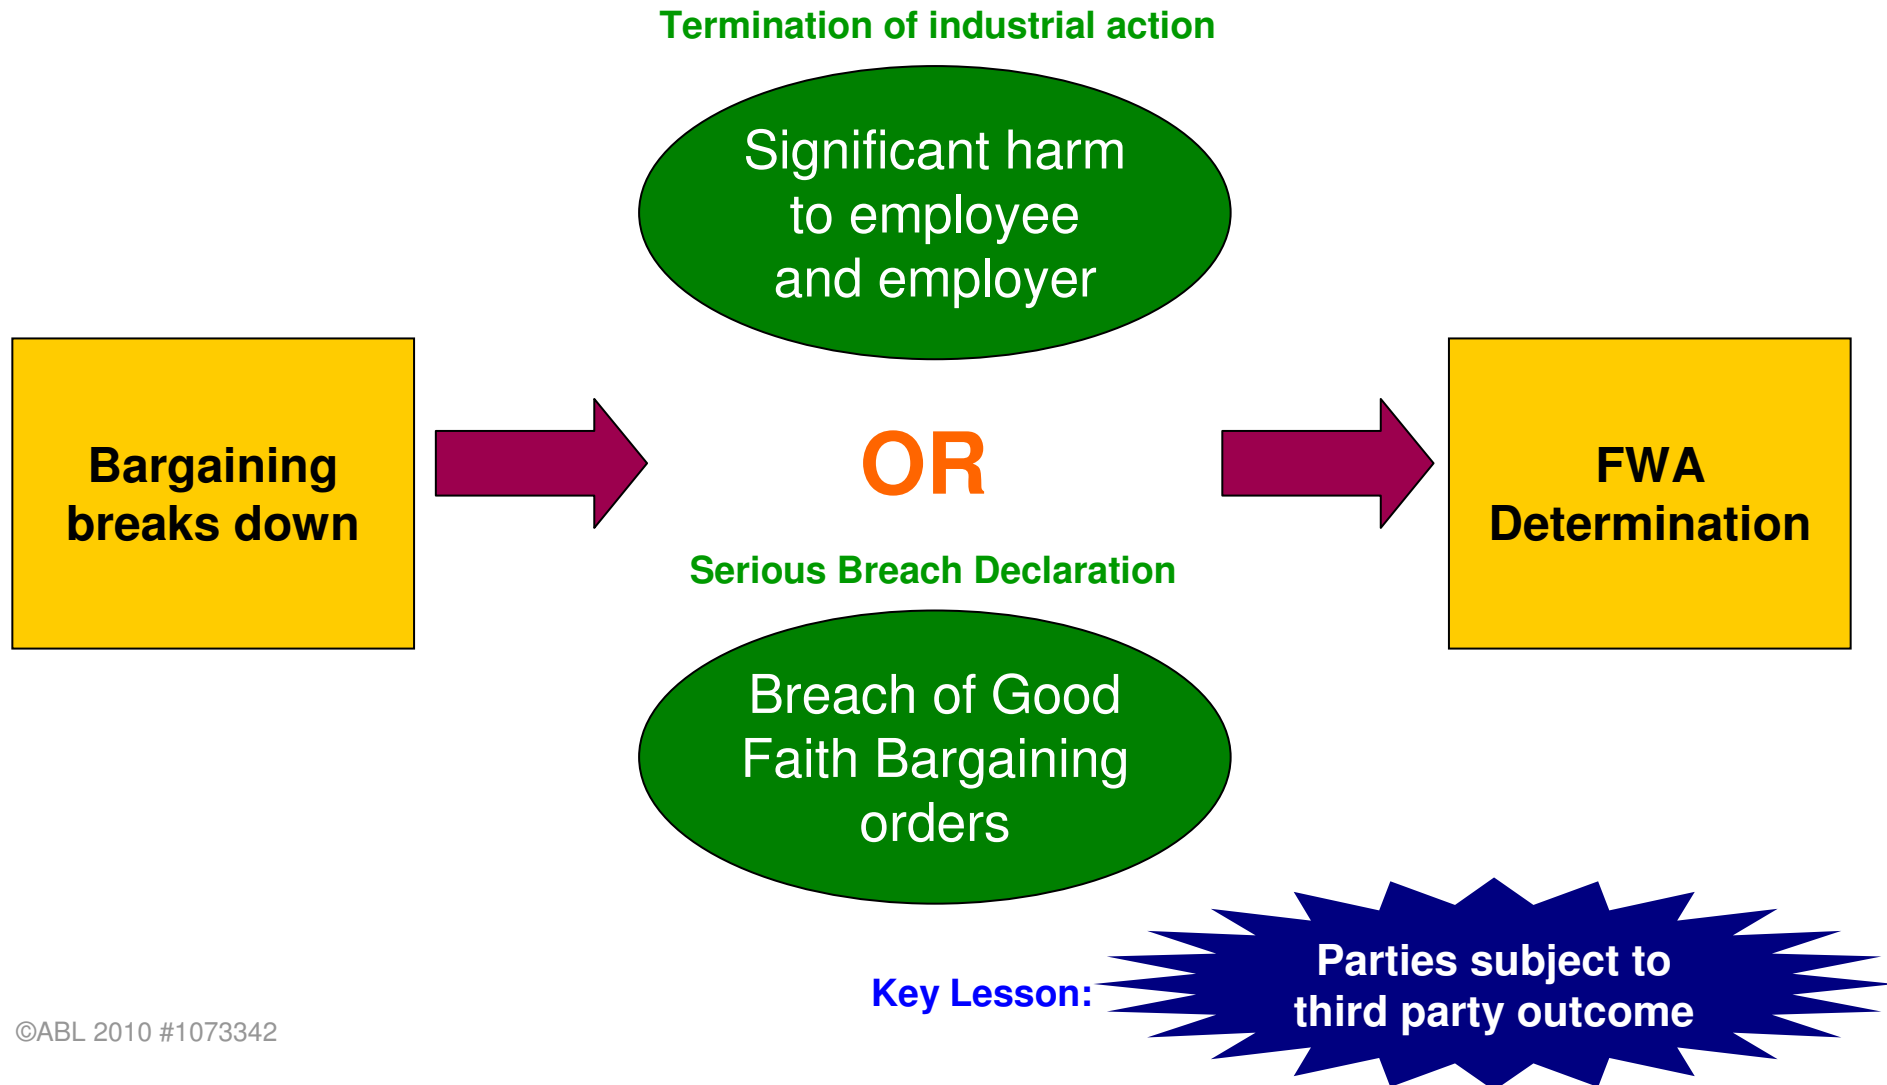 Termination of industrial action
Significant harm
to employee
and employer
Bargaining
breaks down
OR
FWA
Determination
Serious Breach Declaration
Breach of Good
Faith Bargaining
orders
Key Lesson:
Parties subject to
third party outcome
©ABL 2010 #1073342